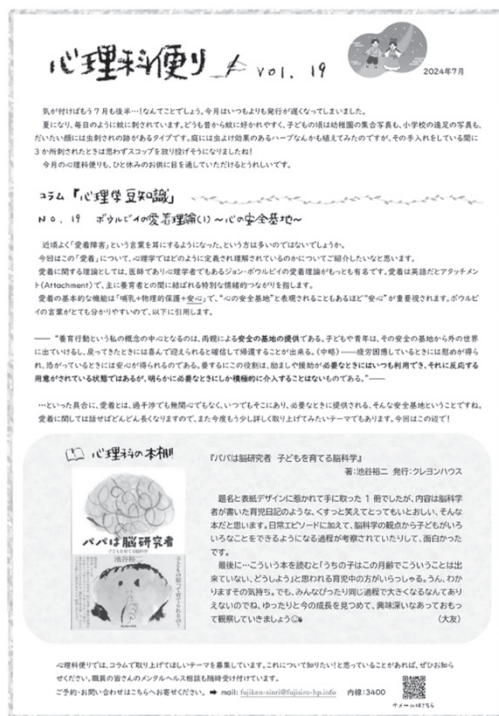 心理科便り vol. 19
2024年7月
気が付けばもう7月も後半…!なんてことでしょう。今月はいつもよりも発行が遅くなってしまいました。
夏になり、毎日のように蚊に刺されています。どうも昔から蚊に好かれやすく、子どもの頃は幼稚園の集合写真も、小学校の遠足の写真も、
だいたい顔には虫刺されの跡があるタイプです。庭には虫よけ効果のあるハーブなんかも植えてみたのですが、その手入れをしている間に
3か所刺されたときは思わずスコップを放り投げそうになりましたね!
今月の心理科便りも、ひと休みのお供に目を通していただけるとうれしいです。
コラム『心理学豆知識』
NO. 19 ボウルビイの愛着理論(1) ～心の安全基地～
近頃よく「愛着障害」という言葉を耳にするようになった、という方は多いのではないでしょうか。
今回はこの「愛着」について、心理学ではどのように定義され理解されているのかについてご紹介したいなと思います。
愛着に関する理論としては、医師であり心理学者でもあるジョン・ボウルビイの愛着理論がもっとも有名です。愛着は英語だとアタッチメン
ト(Attachment)で、主に養育者との間に結ばれる特別な情緒的つながりを指します。
愛着の基本的な機能は「哺乳+物理的保護+安心」で、“心の安全基地”と表現されることもあるほど“安心”が重要視されます。ボウルビ
イの言葉がとても分かりやすいので、以下に引用します。
―― “養育行動という私の概念の中心となるのは、両親による安全の基地の提供である。子どもや青年は、その安全の基地から外の世界
に出ていけるし、戻ってきたときには喜んで迎えられると確信して帰還することが出来る。(中略)――疲労困憊しているときには慰めが得ら
れ、恐がっているときには安心が得られるのである。要するにこの役割は、励ましや援助が必要なときにはいつも利用でき、それに反応する
用意がされている状態ではあるが、明らかに必要なときにしか積極的に介入することはないものである。”――
…といった具合に、愛着とは、過干渉でも無関心でもなく、いつでもそこにあり、必要なときに提供される、そんな安全基地ということですね。
愛着に関しては話せばどんどん長くなりますので、また今度もう少し詳しく取り上げてみたいテーマでもあります。今回はこの辺で!
心理科の本棚
『パパは脳研究者 子どもを育てる脳科学』
著:池谷裕二 発行:クレヨンハウス
パパは脳研究者
子どもを育てる脳科学
池谷裕二
題名と表紙デザインに惹かれて手に取った1冊でしたが、内容は脳科学
者が書いた育児日記のような、くすっと笑えてとってもいとおしい、そんな
本だと思います。日常エピソードに加えて、脳科学の観点から子どもがいろ
いろなことをできるようになる過程が考察されていたりして、面白かった
です。
最後に…こういう本を読むと「うちの子はこの月齢でこういうことは出
来ていない、どうしよう」と思われる育児中の方がいらっしゃる。うん、わか
りますその気持ち。でも、みんなぴったり同じ過程で大きくなるなんてあり
えないのでね、ゆったりと今の成長を見つめて、興味深いなあっておもっ
て観察していきましょう
(大友)
心理科便りでは、コラムで取り上げてほしいテーマを募集しています。これについて知りたい!と思っていることがあれば、ぜひお知ら
せください。職員の皆さんのメンタルヘルス相談も随時受け付けています。
ご予約・お問い合わせはこちらへお寄せください。 ➡ mail: fujiken-sinri@fujisiro-hp.info 内線:3400
↑メールはこちら